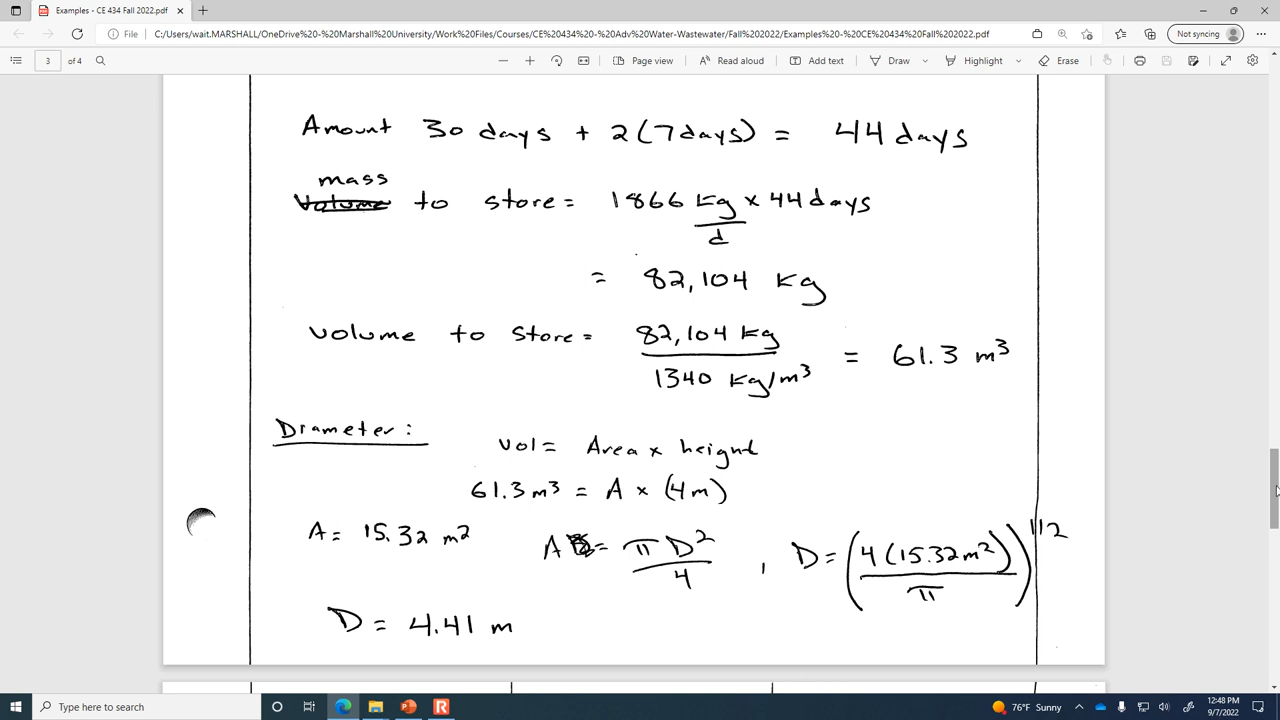 Examples - CE 434 Fall 2022.pdf
File C:/Users/wait.MARSHALL/OneDrive%20-%20Marshall%20University/Work%20Files/Courses/CE%20434%20-%20Adv%20Water-Wastewater/Fall%202022/Examples%20-%20CE%20434%20Fall%202022.pdf Not syncing
3 of 4 Page view Read aloud Add text Draw Highlight Erase
Amount 30 days + 2(7days) = 44 days
mass
Volume to store = 1866 kg/d x 44 days
= 82,104 Kg
Volume to store = 82,104 kg / 1340 kg/m³ = 61.3 m³
Diameter:
Vol = Area x height
61.3 m³ = A x (4m)
A = 15.32 m² A = πD²/4 , D = (4(15.32m²)/π)^1/2
D = 4.41 m
Type here to search
76°F Sunny
12:48 PM
9/7/2022